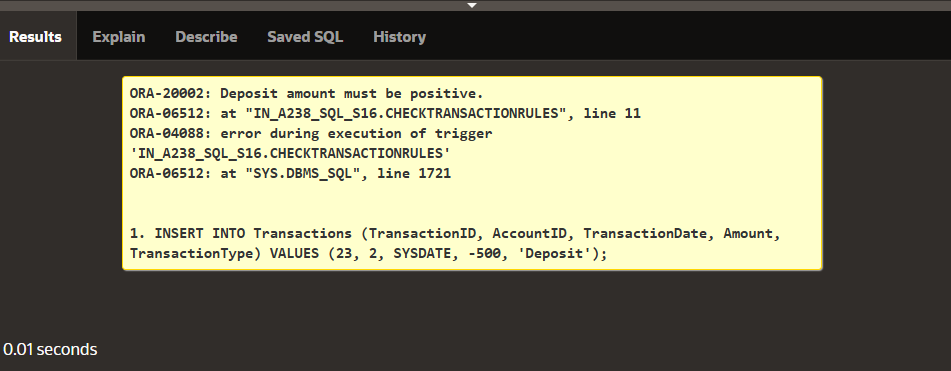 Results Explain Describe Saved SQL History
ORA-20002: Deposit amount must be positive.
ORA-06512: at "IN_A238_SQL_S16.CHECKTRANSACTIONRULES", line 11
ORA-04088: error during execution of trigger
'IN_A238_SQL_S16.CHECKTRANSACTIONRULES'
ORA-06512: at "SYS.DBMS_SQL", line 1721
1. INSERT INTO Transactions (TransactionID, AccountID, TransactionDate, Amount,
TransactionType) VALUES (23, 2, SYSDATE, -500, 'Deposit');
0.01 seconds